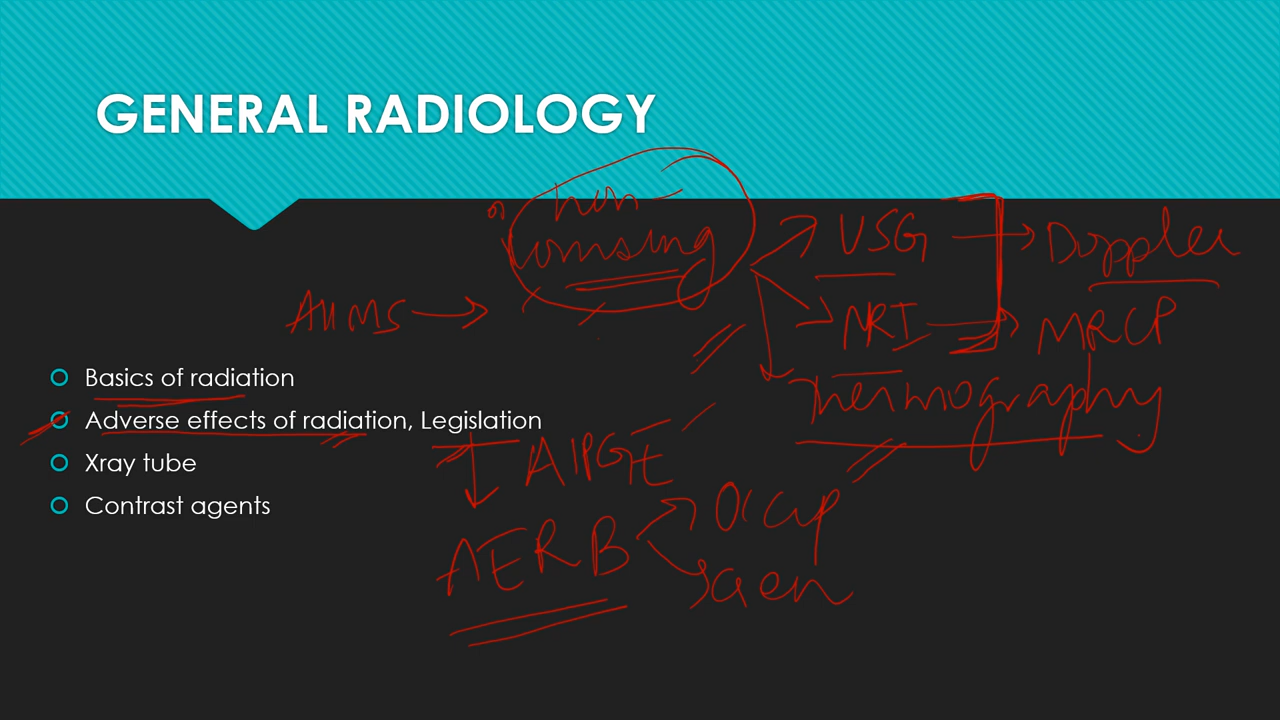 GENERAL RADIOLOGY
non-
ionising
USG → Doppler
AIIMS →
MRI → MRCP
Thermography
Basics of radiation
Adverse effects of radiation, Legislation
Xray tube
AIPGE
Contrast agents
Occup
AERB